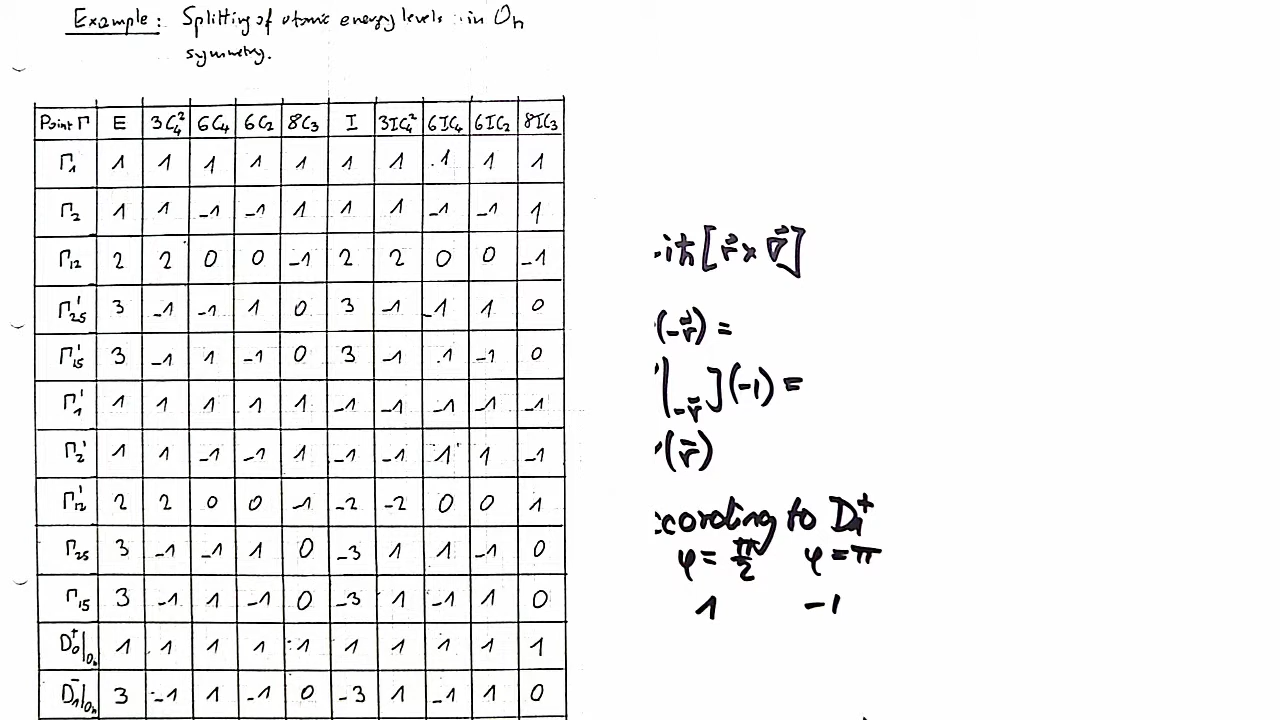 Example: Splitting of atomic energy levels in Oh
symmetry.
Point Γ E 3C₄² 6C₄ 6C₂ 8C₃ I 3IC₄² 6IC₄ 6IC₂ 8IC₃
Γ₁ 1 1 1 1 1 1 1 1 1 1
Γ₂ 1 1 -1 -1 1 1 1 -1 -1 1
Γ₁₂ 2 2 0 0 -1 2 2 0 0 -1
Γ₂₅' 3 -1 -1 1 0 3 -1 -1 1 0
Γ₁₅' 3 -1 1 -1 0 3 -1 1 -1 0
Γ₁' 1 1 1 1 1 -1 -1 -1 -1 -1
Γ₂' 1 1 -1 -1 1 -1 -1 1 1 -1
Γ₁₂' 2 2 0 0 -1 -2 -2 0 0 1
Γ₂₅ 3 -1 -1 1 0 -3 1 1 -1 0
Γ₁₅ 3 -1 1 -1 0 -3 1 -1 1 0
D₀⁺|Oh 1 1 1 1 1 1 1 1 1 1
D₁⁻|Oh 3 -1 1 -1 0 -3 1 -1 1 0
iħ[r⃗ × ∇⃗]
(-r⃗) =
|-r⃗](-1) =
(r⃗)
cording to D₁⁺
φ = π/2 φ = π
1 -1